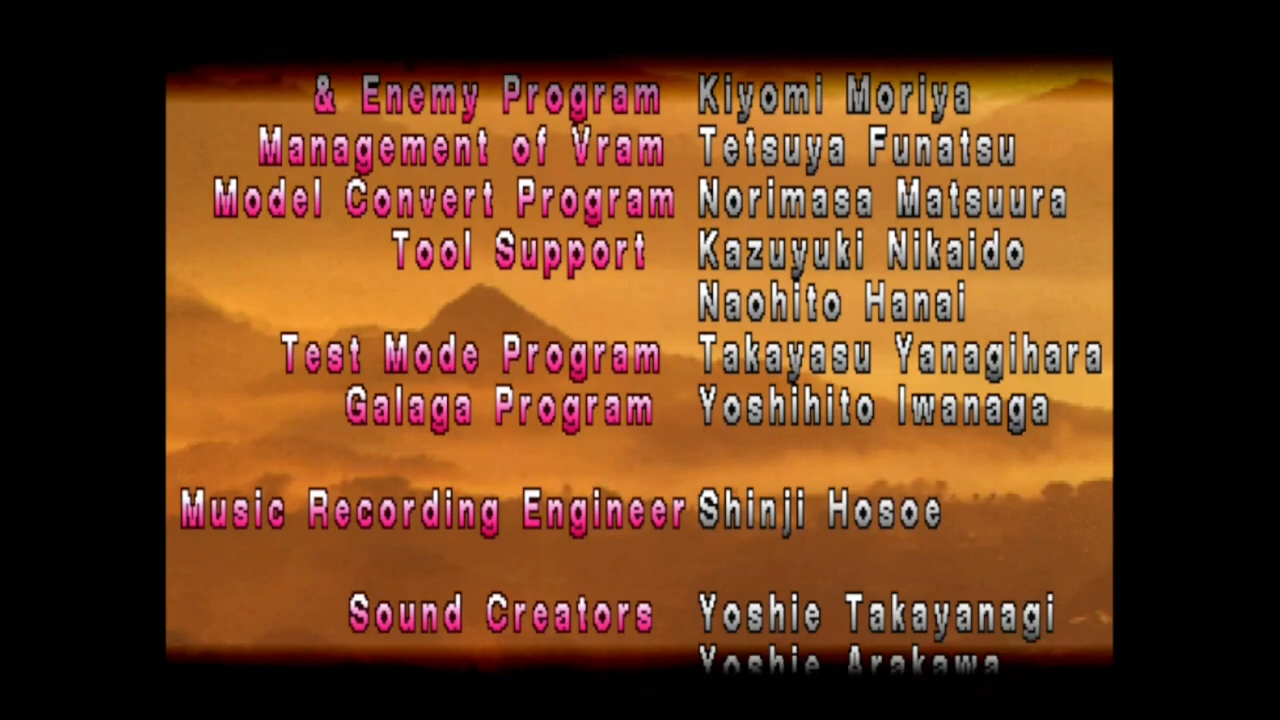 & Enemy Program Kiyomi Moriya
Management of Vram Tetsuya Funatsu
Model Convert Program Norimasa Matsuura
Tool Support Kazuyuki Nikaido
Naohito Hanai
Test Mode Program Takayasu Yanagihara
Galaga Program Yoshihito Iwanaga
Music Recording Engineer Shinji Hosoe
Sound Creators Yoshie Takayanagi
Yoshie Arakawa